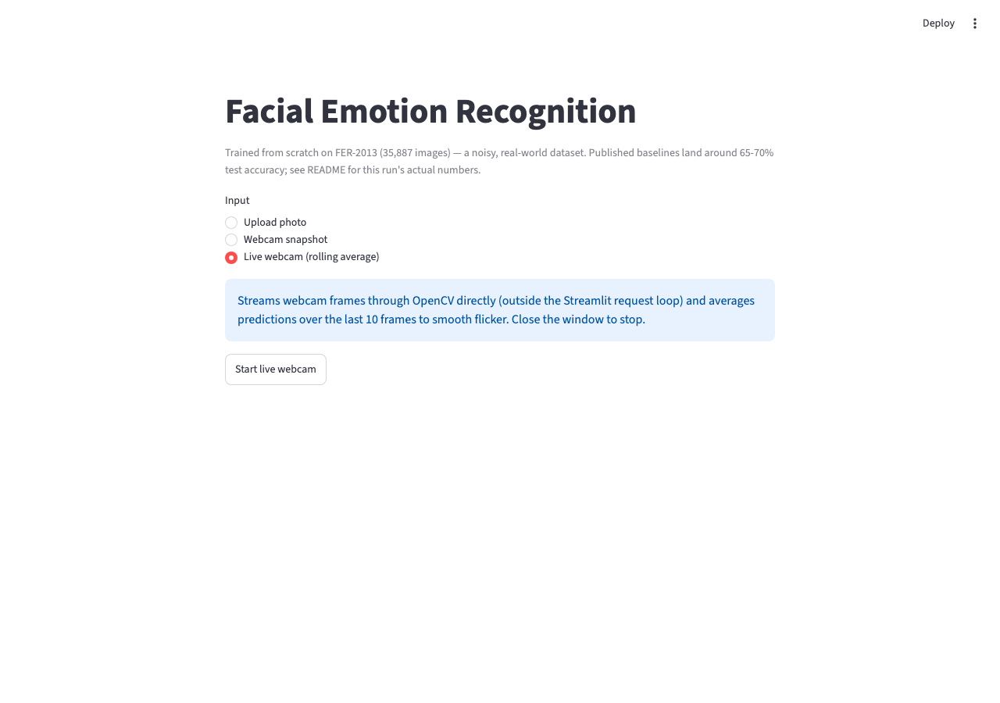 Deploy
Facial Emotion Recognition
Trained from scratch on FER-2013 (35,887 images) — a noisy, real-world dataset. Published baselines land around 65-70%
test accuracy; see README for this run's actual numbers.
Input
Upload photo
Webcam snapshot
Live webcam (rolling average)
Streams webcam frames through OpenCV directly (outside the Streamlit request loop) and averages
predictions over the last 10 frames to smooth flicker. Close the window to stop.
Start live webcam